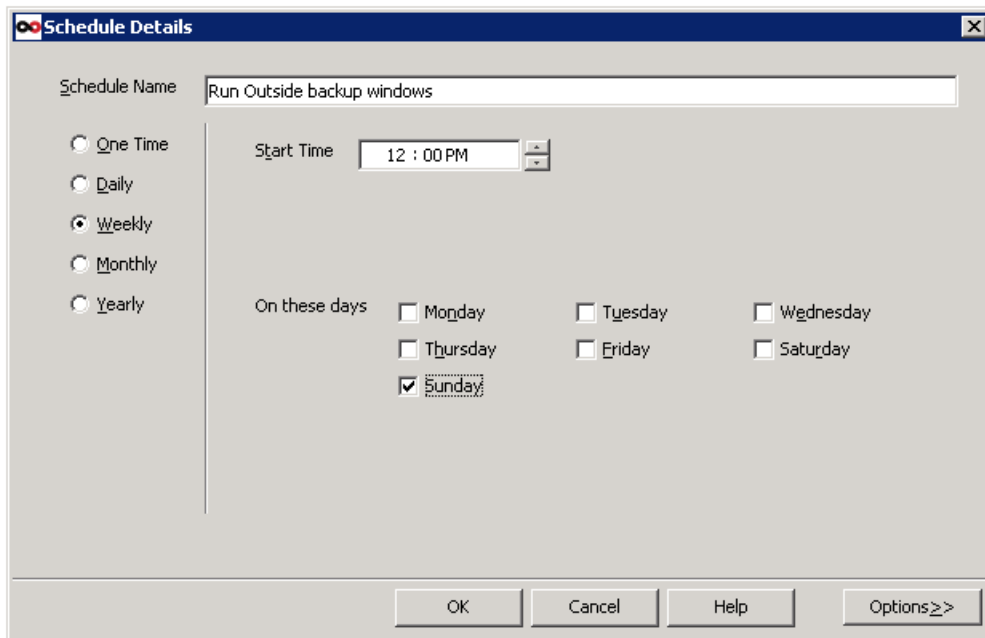 Schedule Details
Schedule Name Run Outside backup windows
One Time
Start Time 12 : 00 PM
Daily
Weekly
Monthly
Yearly
On these days Monday Tuesday Wednesday
Thursday Friday Saturday
Sunday
OK Cancel Help Options>>